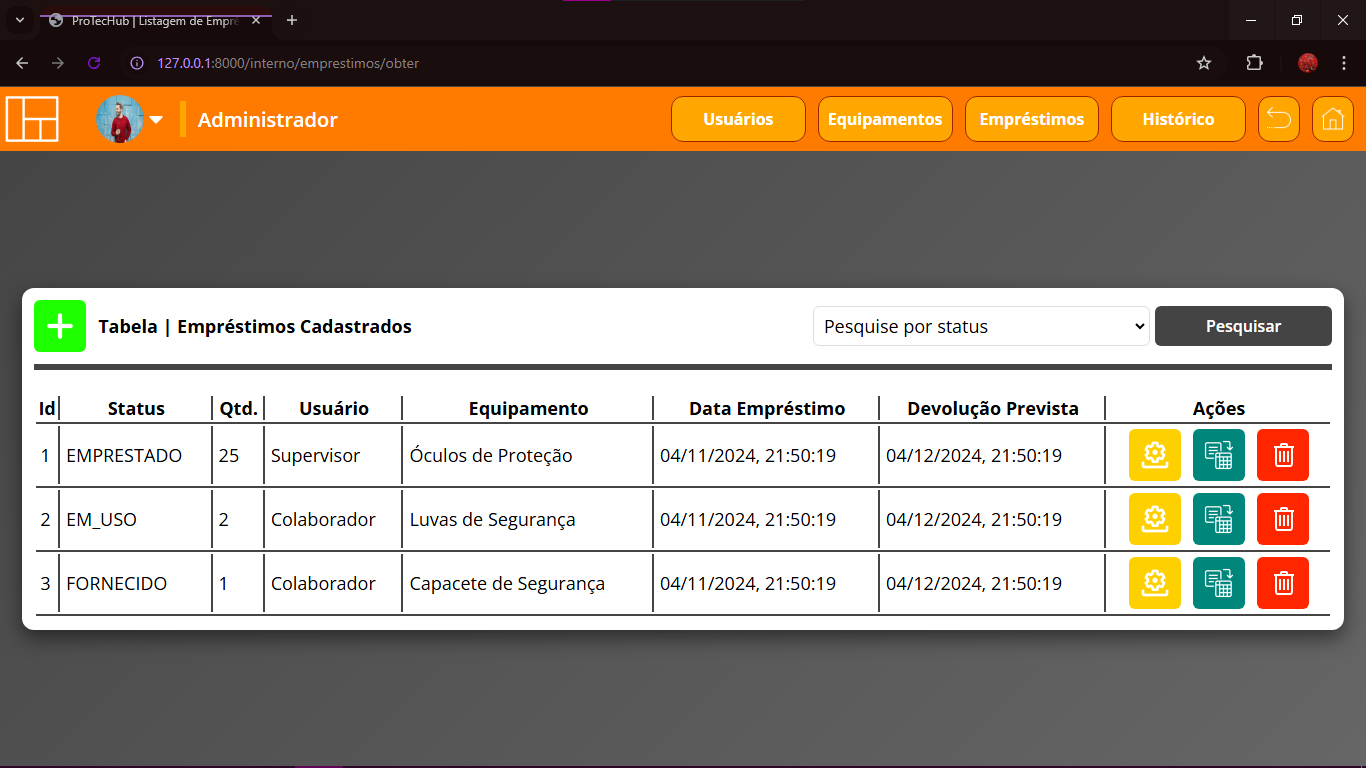 ProTecHub | Listagem de Empré
127.0.0.1:8000/interno/emprestimos/obter
Administrador Usuários Equipamentos Empréstimos Histórico
Tabela | Empréstimos Cadastrados Pesquise por status Pesquisar
Id Status Qtd. Usuário Equipamento Data Empréstimo Devolução Prevista Ações
1 EMPRESTADO 25 Supervisor Óculos de Proteção 04/11/2024, 21:50:19 04/12/2024, 21:50:19
2 EM_USO 2 Colaborador Luvas de Segurança 04/11/2024, 21:50:19 04/12/2024, 21:50:19
3 FORNECIDO 1 Colaborador Capacete de Segurança 04/11/2024, 21:50:19 04/12/2024, 21:50:19